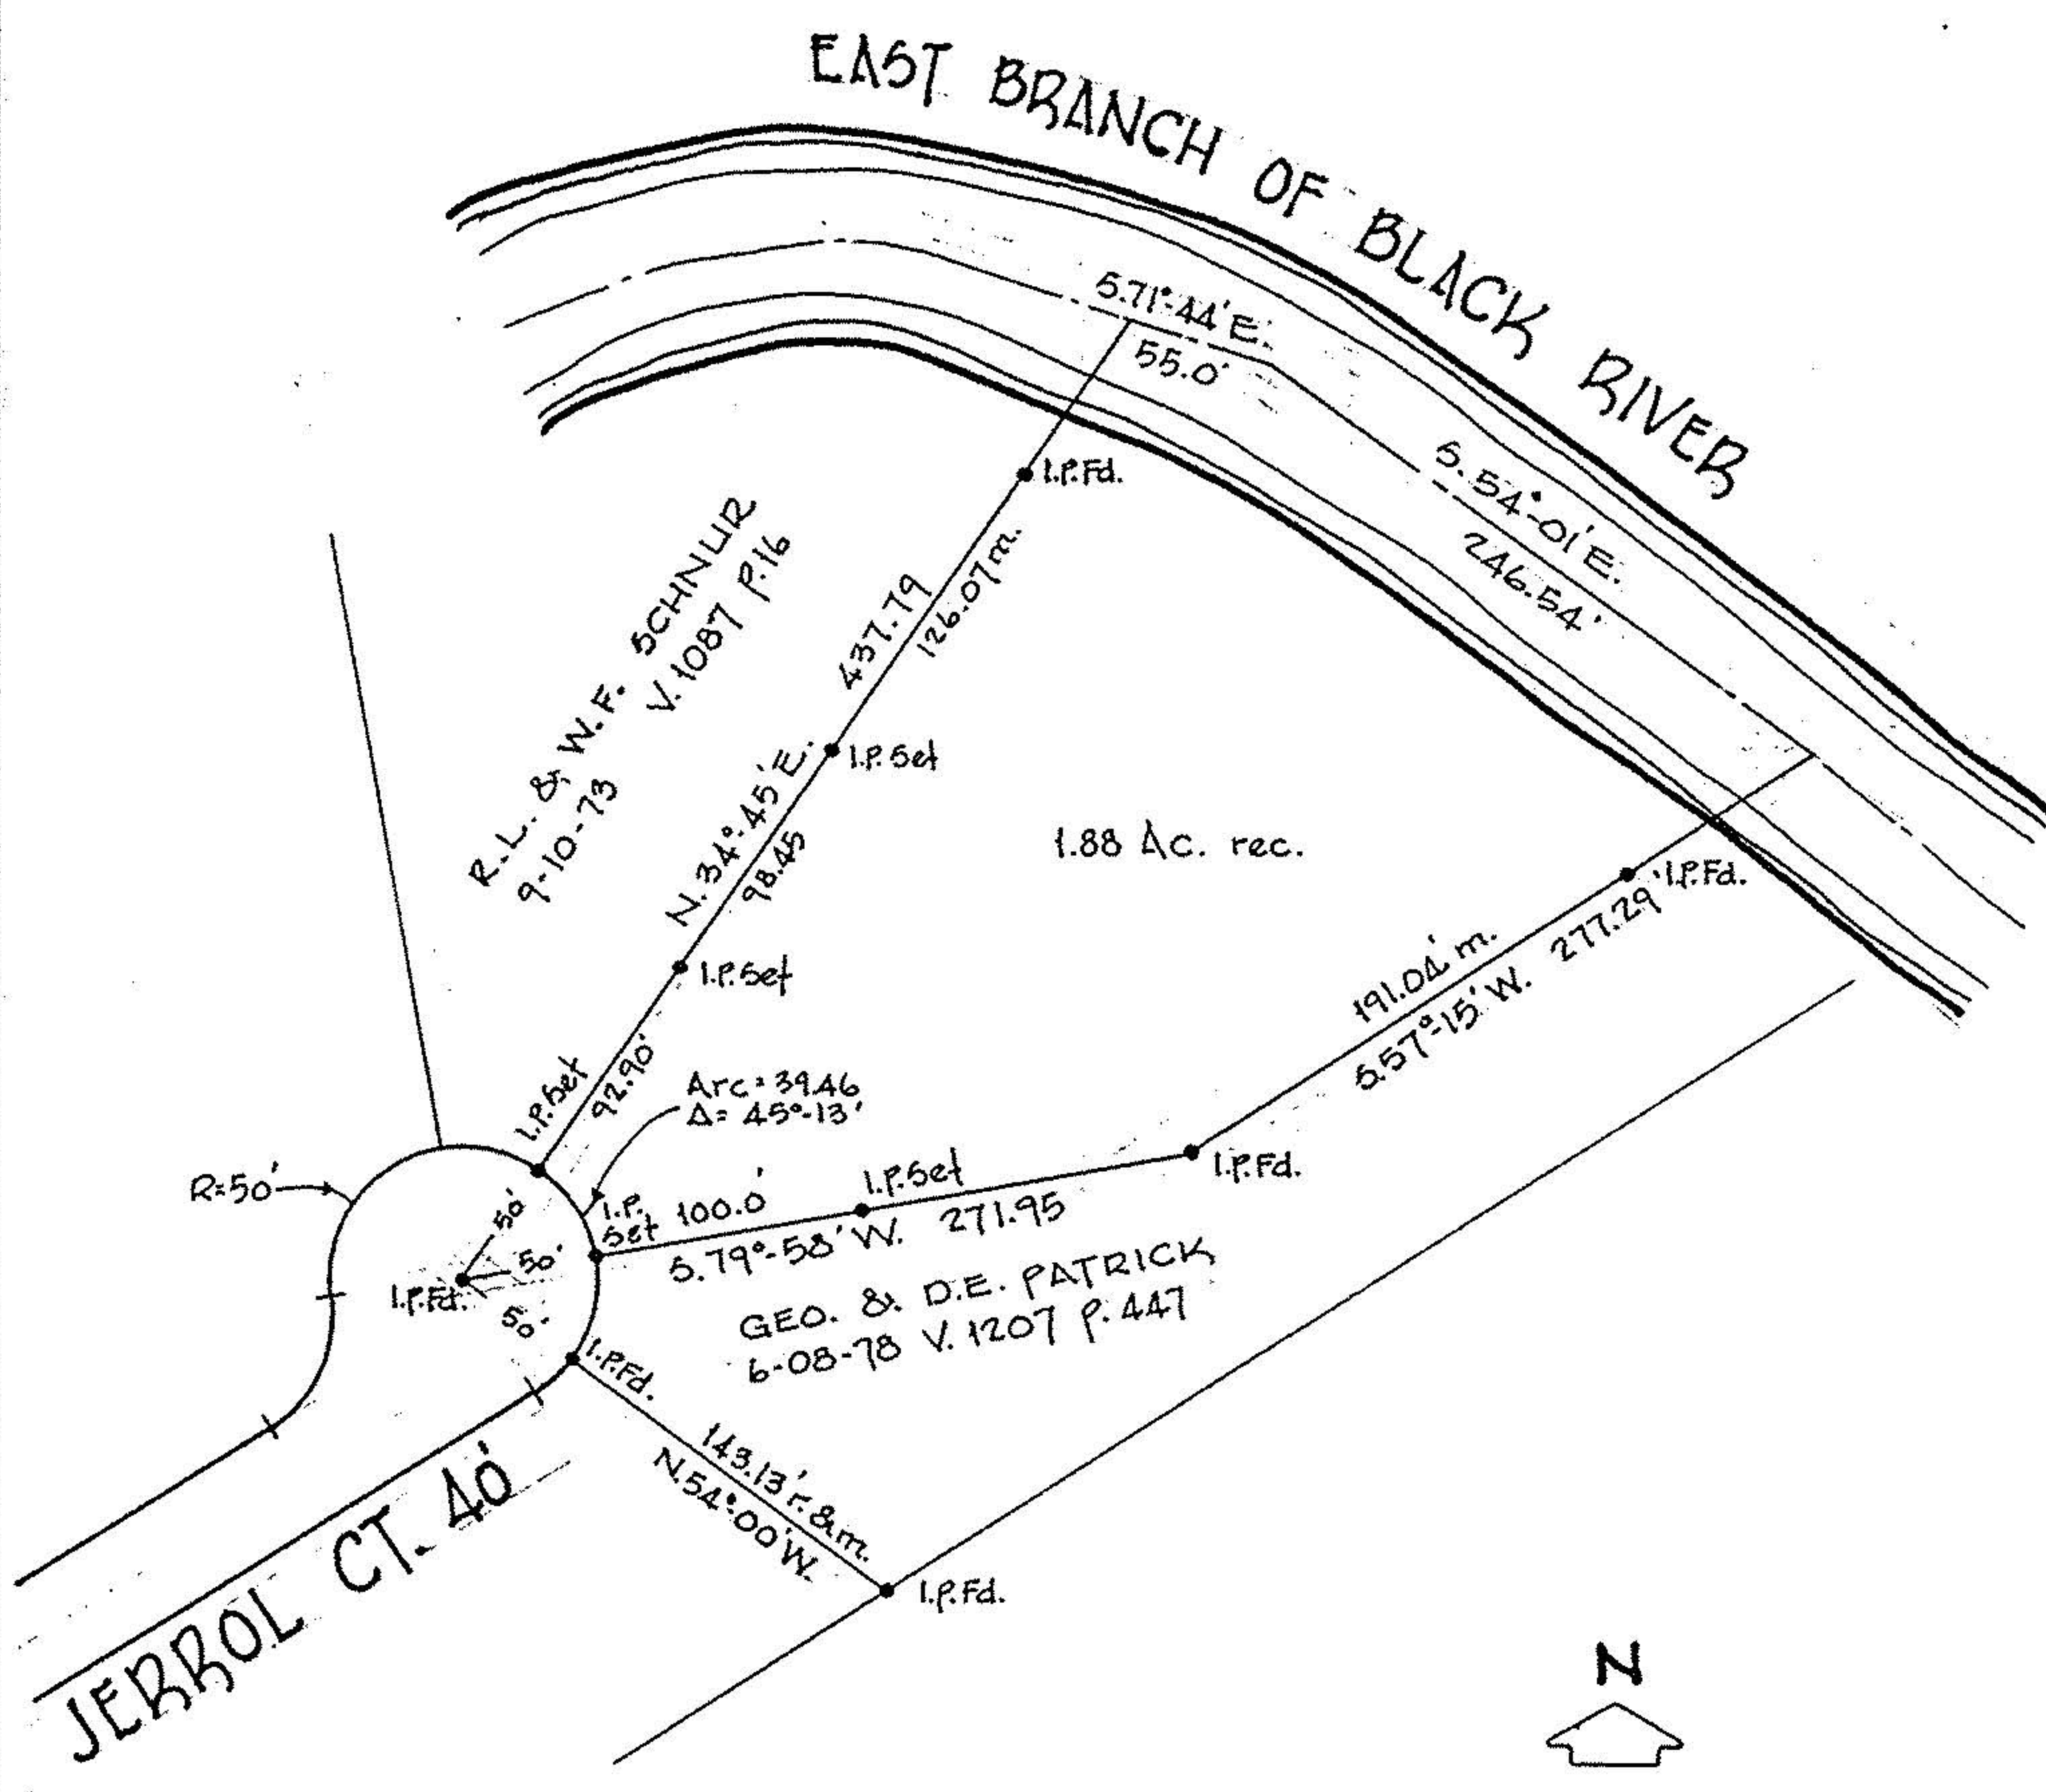 EAST BRANCH OF BLACK RIVER
S.71°-44'E.
55.0'
S.54°-01'E.
246.54'
I.P.Fd.
R.L. & W.F. SCHNUR
9-10-73 V.1087 P.16
437.79
126.07m.
I.P.Set
N.34°-45'E.
98.45
1.88 Ac. rec.
I.P.Fd.
I.P.Set
191.04'm.
S.57°-15'W. 277.29'
I.P.Set
92.90'
Arc=39.46
Δ=45°-13'
R=50'
50'
50'
50'
I.P.Fd.
I.P.
Set
100.0'
I.P.Set
I.P.Fd.
S.79°-58'W. 271.95
GEO. & D.E. PATRICK
6-08-78 V.1207 P.447
I.P.Fd.
143.13'r.&m.
N.54°-00'W.
I.P.Fd.
JERROL CT. 40'
N